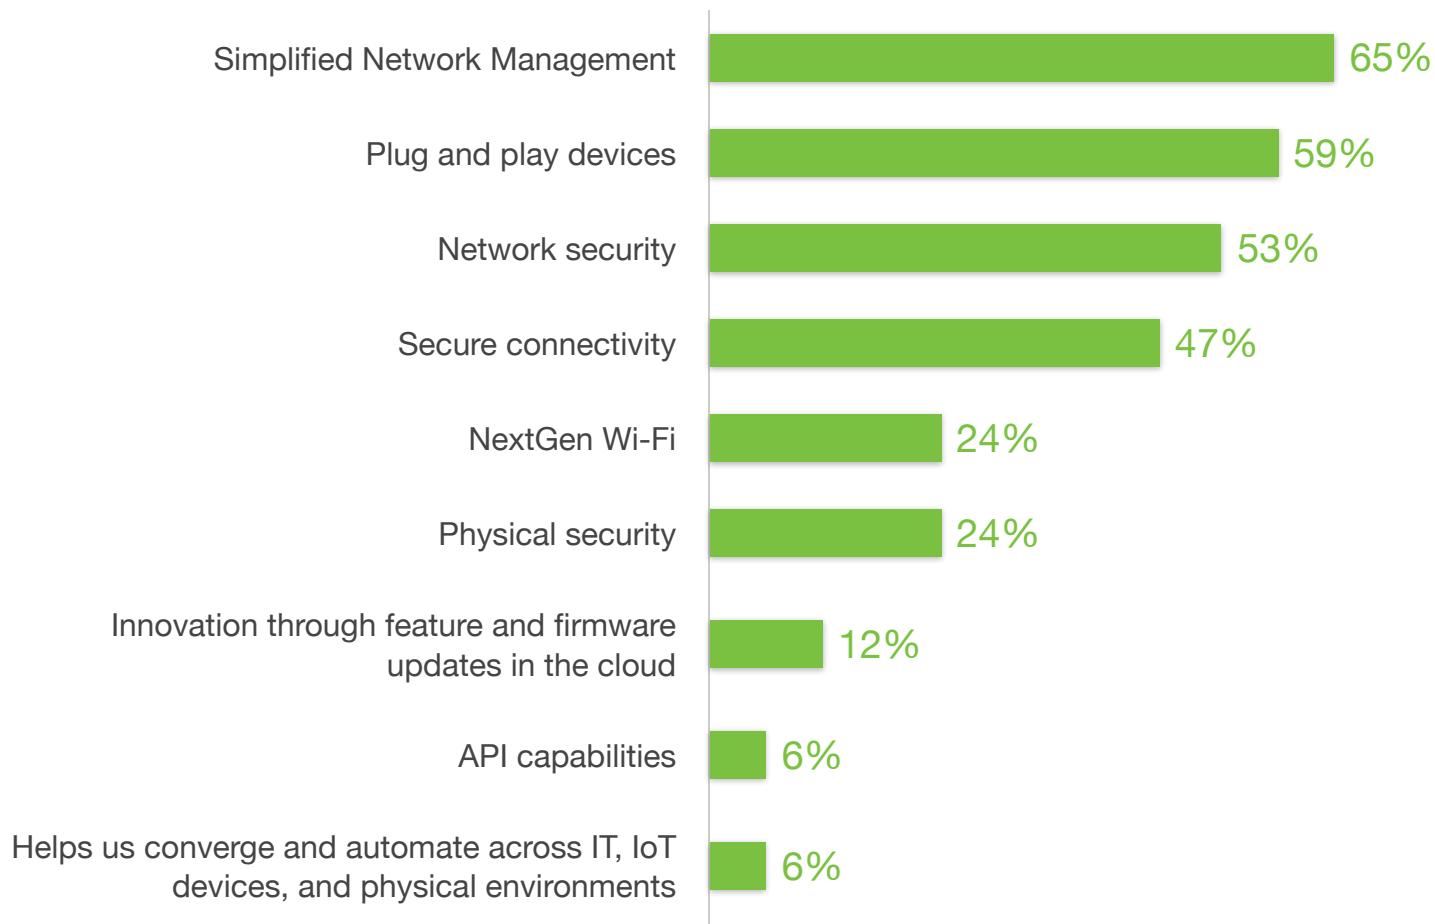 Simplified Network Management 65%
Plug and play devices 59%
Network security 53%
Secure connectivity 47%
NextGen Wi-Fi 24%
Physical security 24%
Innovation through feature and firmware
updates in the cloud
12%
API capabilities 6%
Helps us converge and automate across IT, IoT
devices, and physical environments
6%